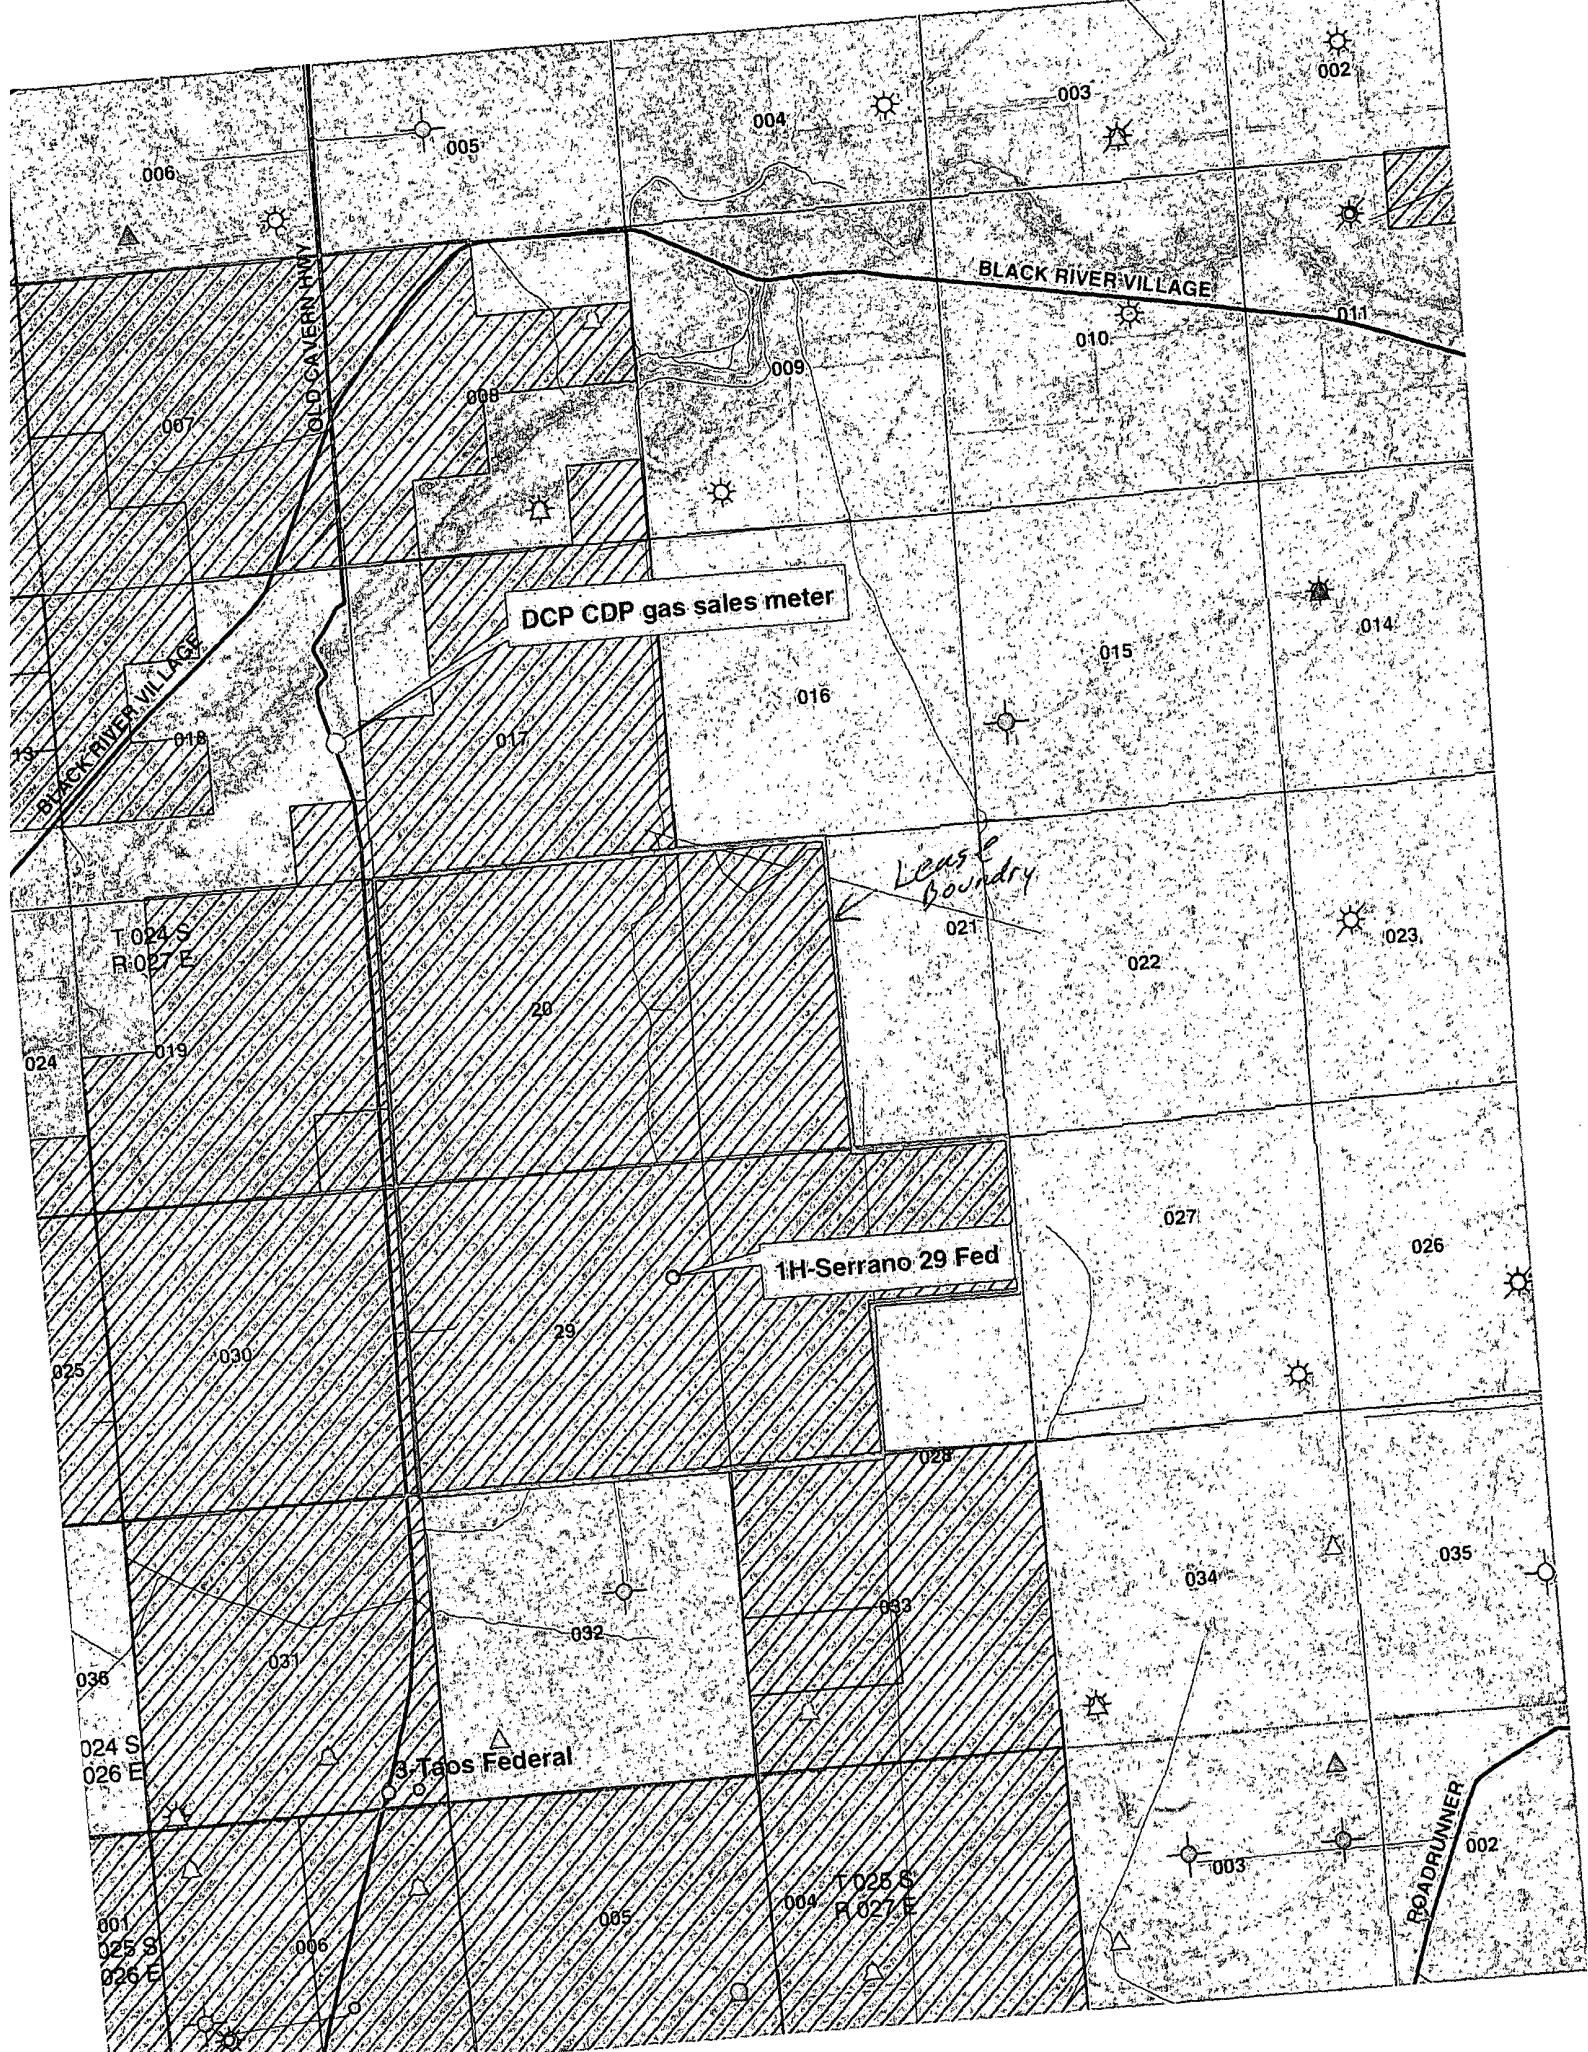 002
003
004
005
006
OLD CAVERN HWY
BLACK RIVER VILLAGE
011
010
009
008
007
DCP CDP gas sales meter
014
015
016
017
018
13
BLACK RIVER VILLAGE
Lease
Boundry
021
022
023
T 024 S
R 027 E
20
019
024
027
026
1H-Serrano 29 Fed
29
030
025
028
035
034
033
032
031
036
024 S
026 E
3-Taos Federal
ROADRUNNER
002
003
T 025 S
R 027 E
004
005
006
001
025 S
026 E